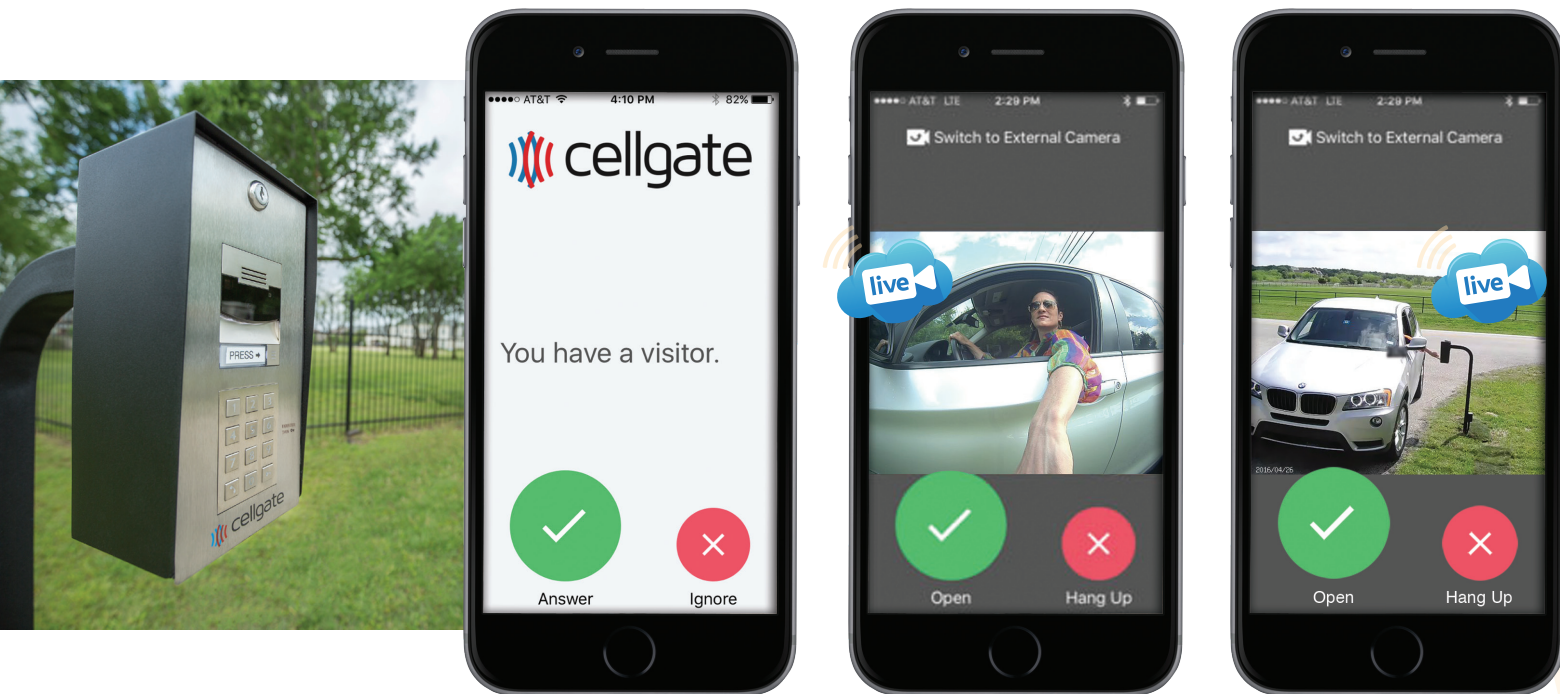 PRESS
cellgate
AT&T
4:10 PM
82%
cellgate
You have a visitor.
Answer
Ignore
AT&T LTE
2:29 PM
Switch to External Camera
live
Open
Hang Up
AT&T LTE
2:29 PM
Switch to External Camera
live
2016/04/26
Open
Hang Up